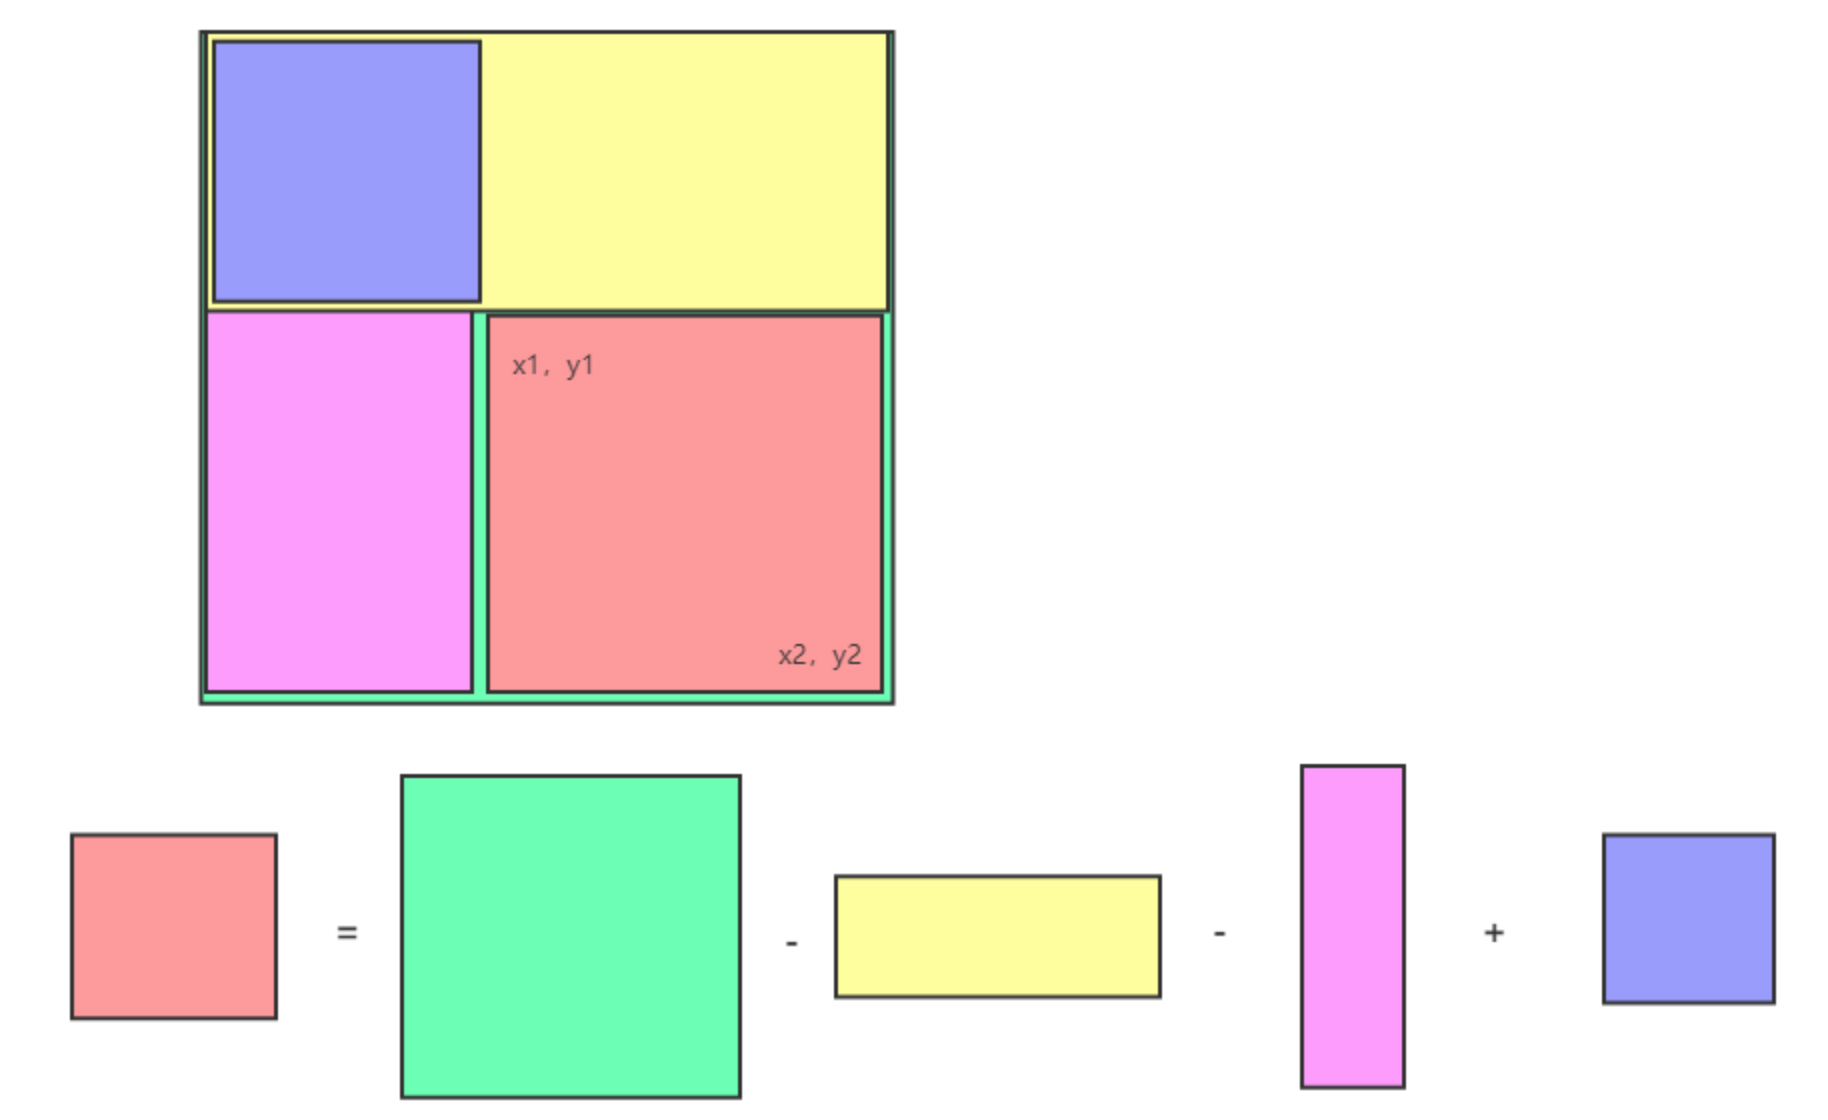 x1, y1
x2, y2
= - - +